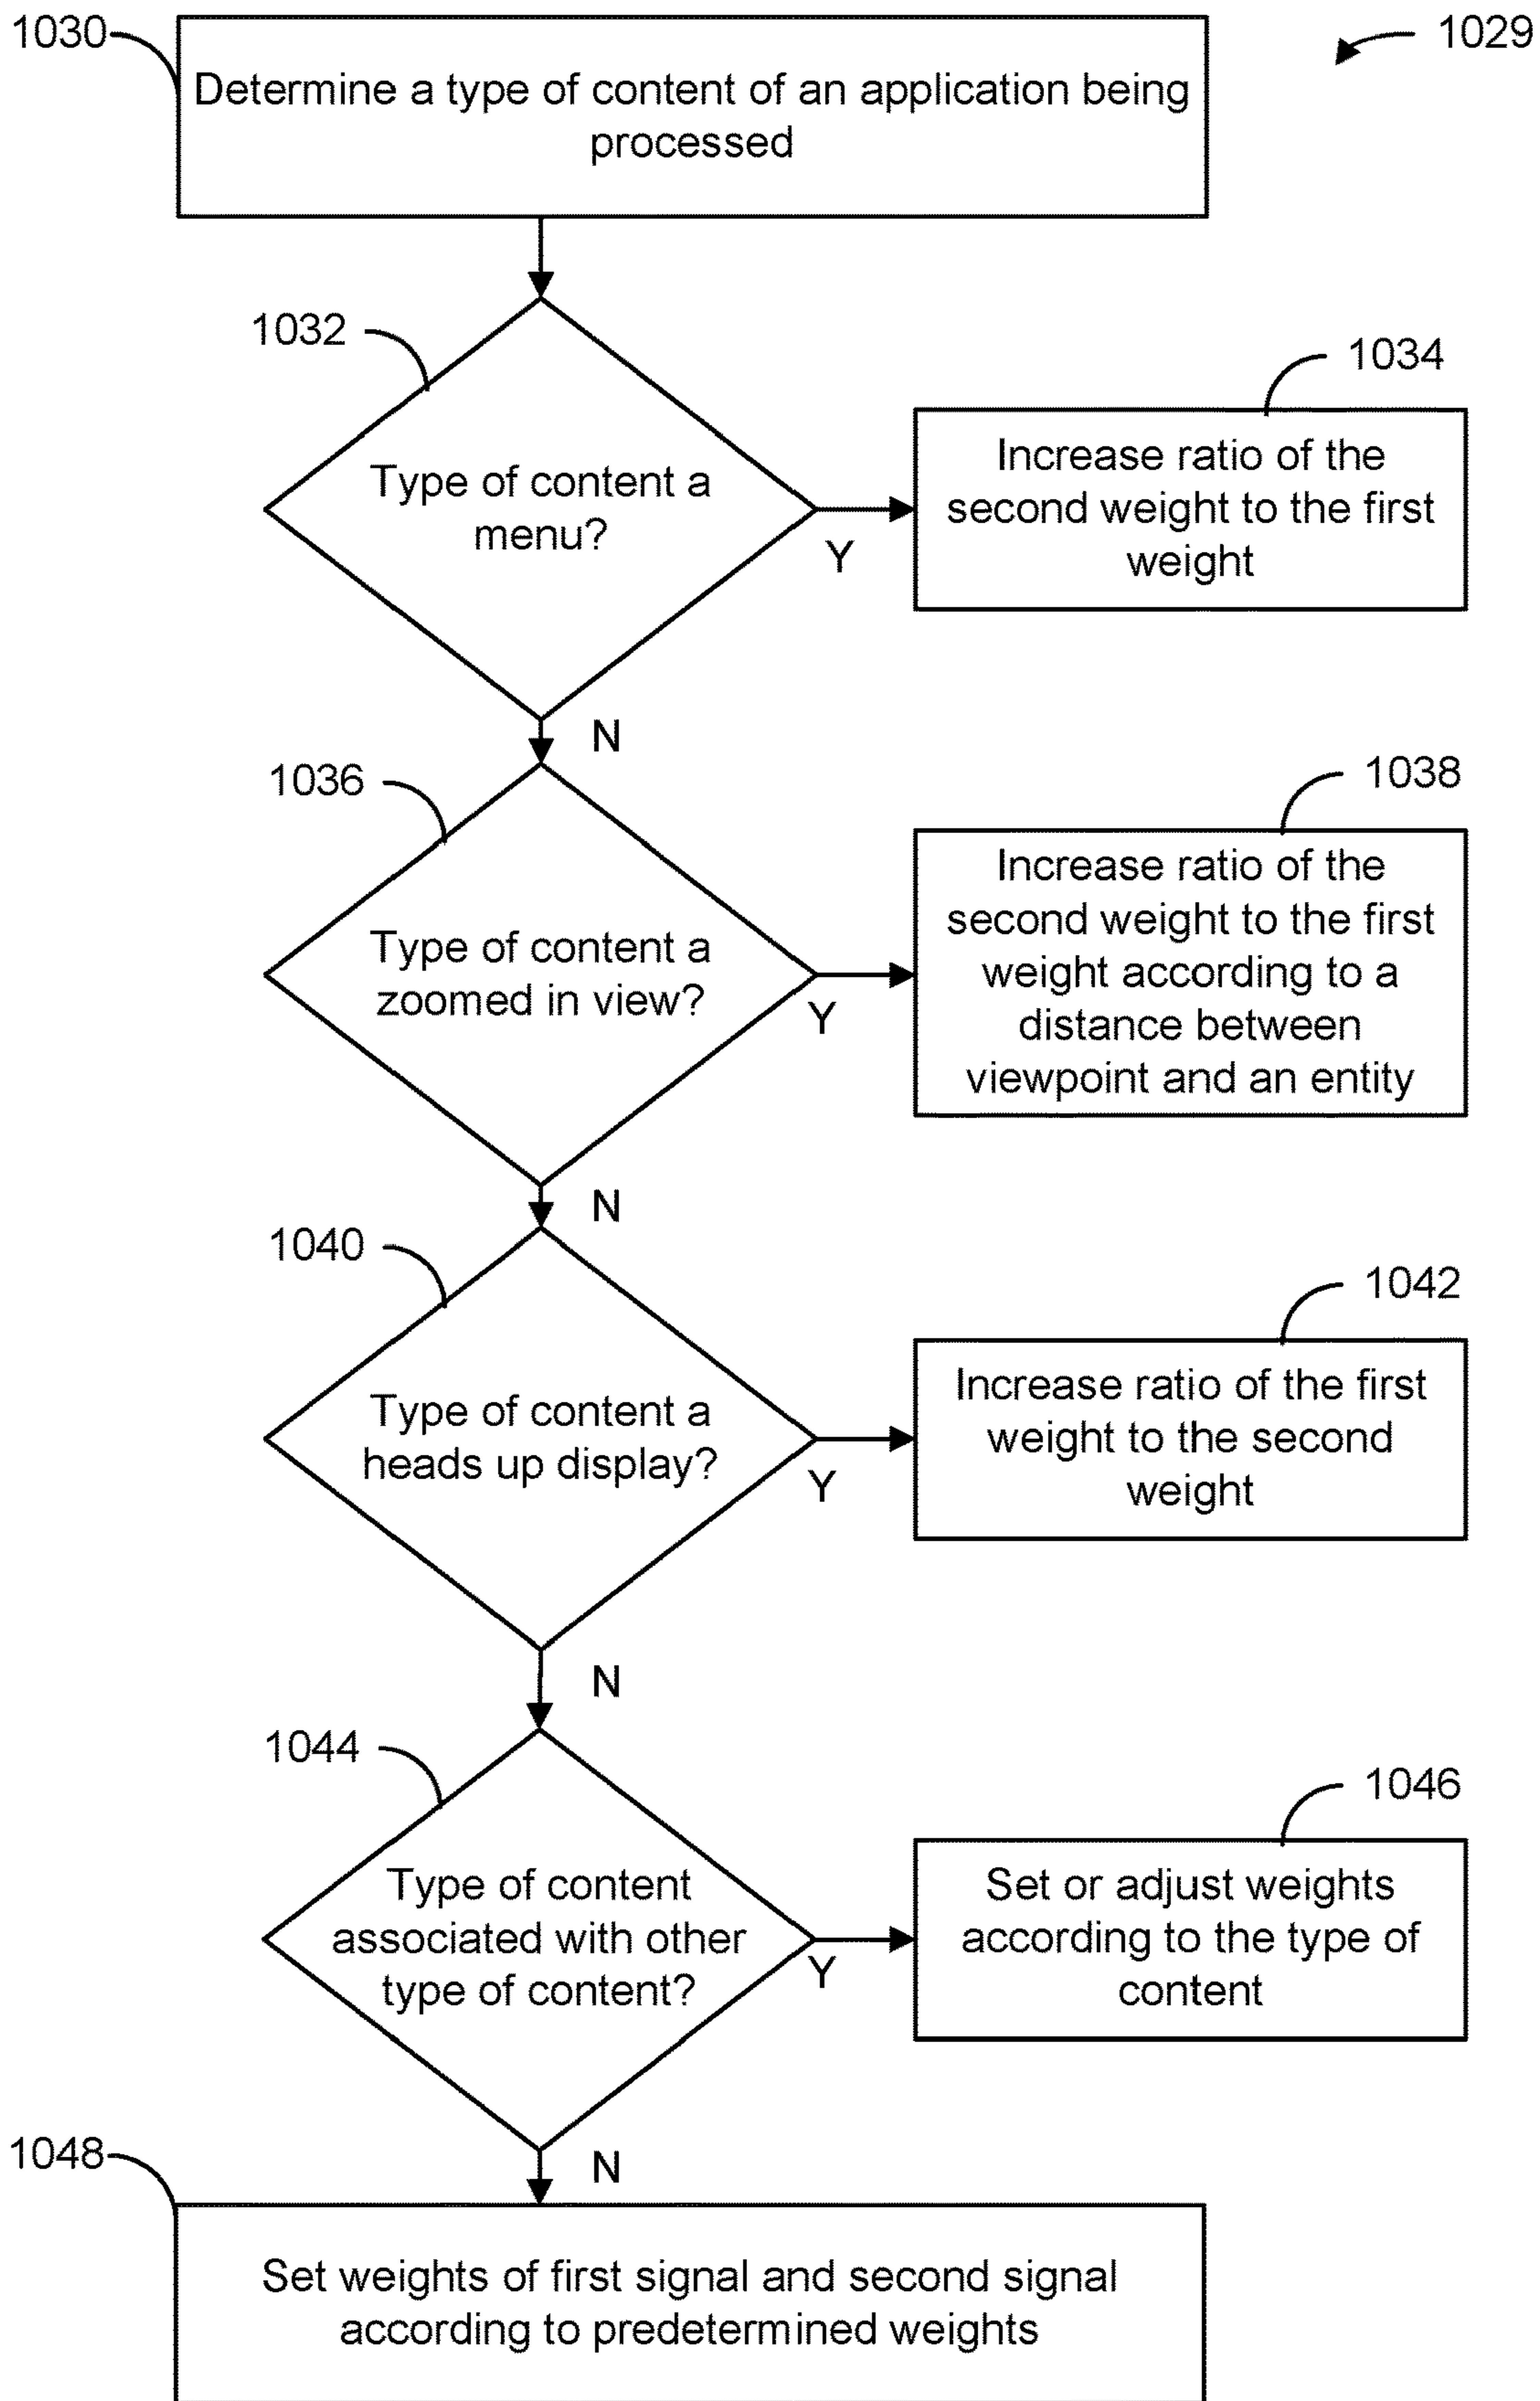 1030
1029
Determine a type of content of an application being
processed
1032
1034
Type of content a
menu?
Y
Increase ratio of the
second weight to the first
weight
N
1036
1038
Type of content a
zoomed in view?
Y
Increase ratio of the
second weight to the first
weight according to a
distance between
viewpoint and an entity
N
1040
1042
Type of content a
heads up display?
Y
Increase ratio of the first
weight to the second
weight
N
1044
1046
Type of content
associated with other
type of content?
Y
Set or adjust weights
according to the type of
content
N
1048
Set weights of first signal and second signal
according to predetermined weights